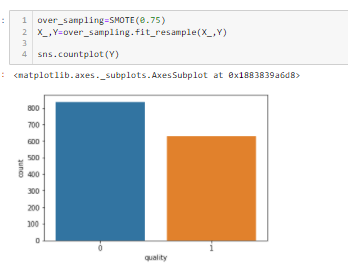 : 1 over_sampling=SMOTE(0.75)
2 X_,Y=over_sampling.fit_resample(X_,Y)
3
4 sns.countplot(Y)
: <matplotlib.axes._subplots.AxesSubplot at 0x1883839a6d8>
800
700
600
500
400
300
200
100
0
count
0 1
quality